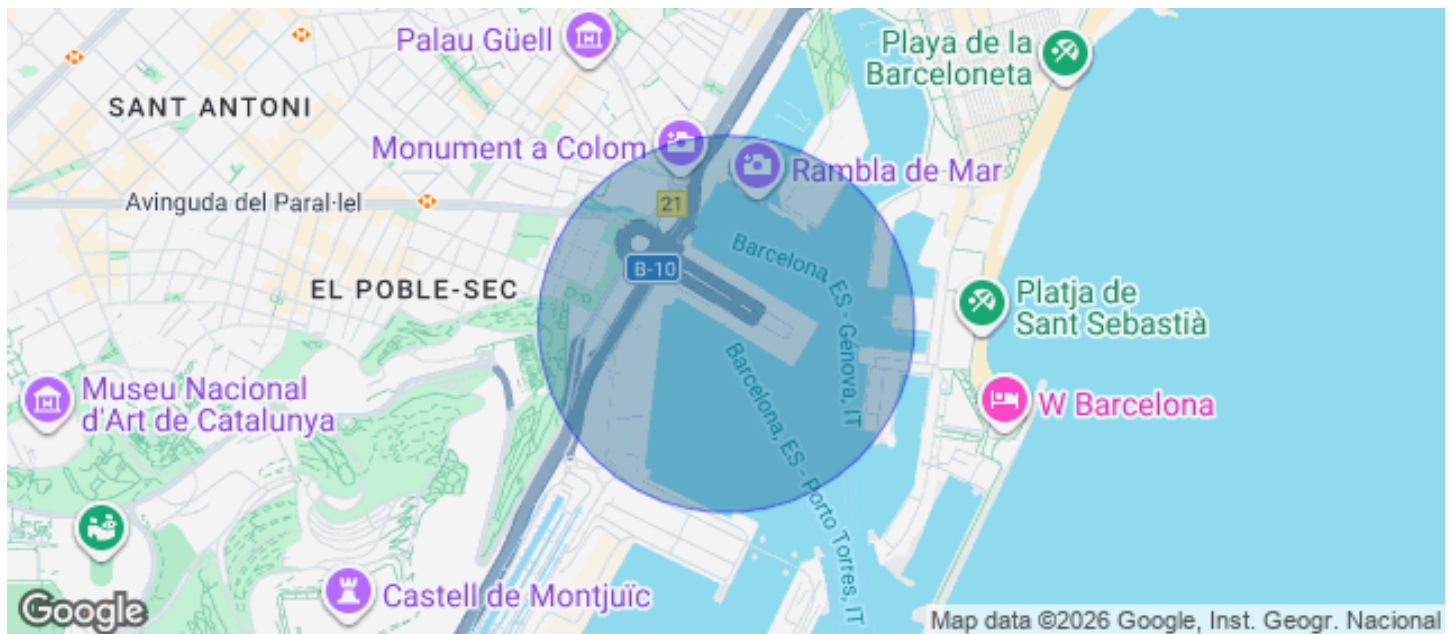 Palau Güell
Playa de la
Barceloneta
SANT ANTONI
Monument a Colom
Rambla de Mar
Avinguda del Paral·lel
21
Barcelona, ES - Génova, IT
B-10
EL POBLE-SEC
Platja de
Sant Sebastià
Museu Nacional
d'Art de Catalunya
Barcelona, ES - Porto Torres, IT
W Barcelona
Castell de Montjuïc
Google
Map data ©2026 Google, Inst. Geogr. Nacional